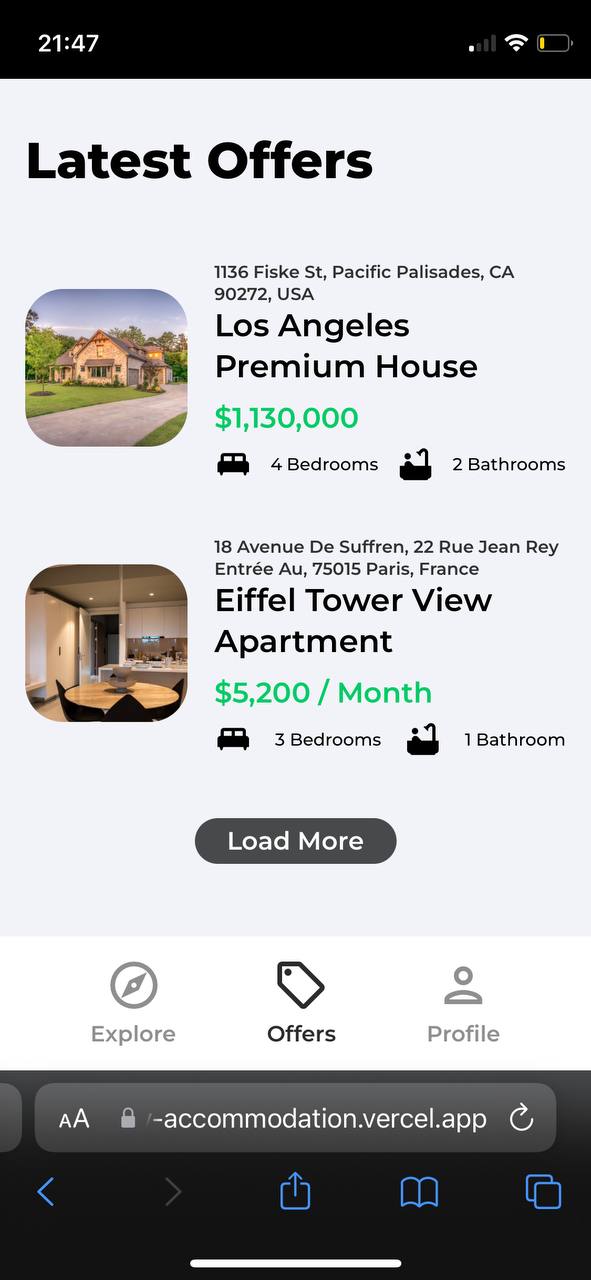 21:47
Latest Offers
1136 Fiske St, Pacific Palisades, CA
90272, USA
Los Angeles
Premium House
$1,130,000
4 Bedrooms 2 Bathrooms
18 Avenue De Suffren, 22 Rue Jean Rey
Entrée Au, 75015 Paris, France
Eiffel Tower View
Apartment
$5,200 / Month
3 Bedrooms 1 Bathroom
Load More
Explore Offers Profile
AA -accommodation.vercel.app